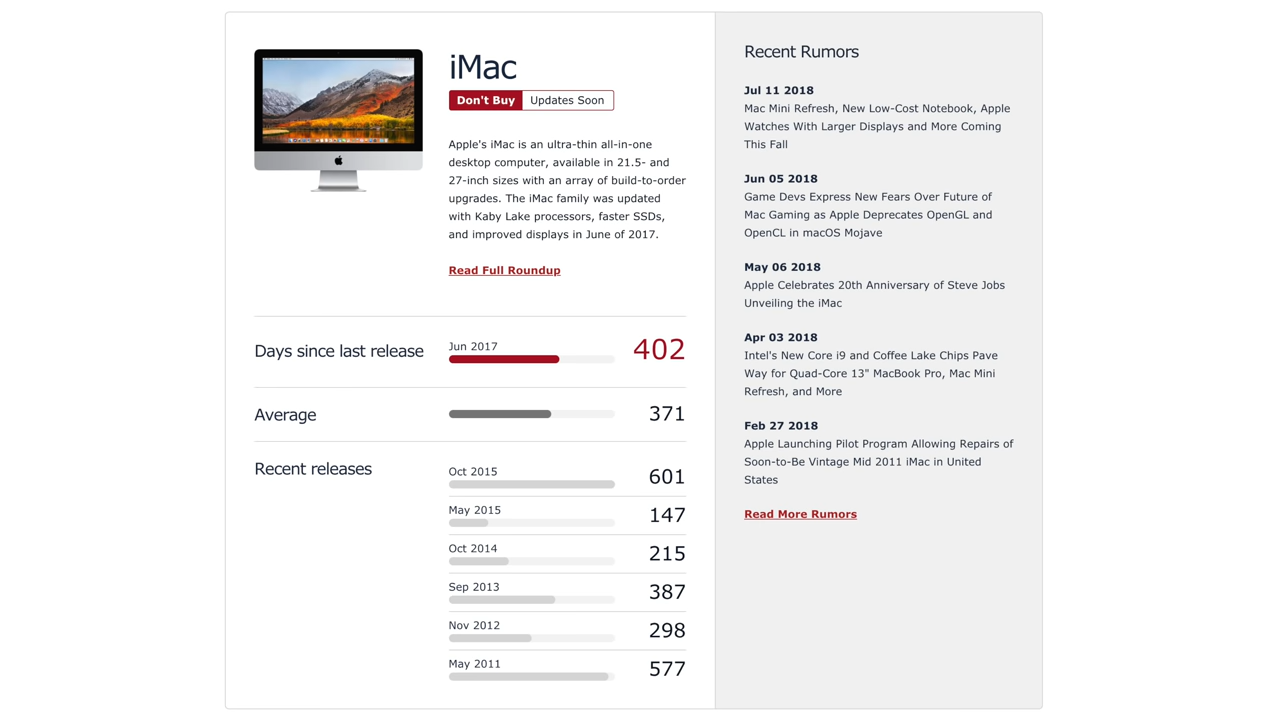 iMac
Don't Buy Updates Soon
Apple's iMac is an ultra-thin all-in-one
desktop computer, available in 21.5- and
27-inch sizes with an array of build-to-order
upgrades. The iMac family was updated
with Kaby Lake processors, faster SSDs,
and improved displays in June of 2017.
Read Full Roundup
Days since last release
Jun 2017
402
Average
371
Recent releases
Oct 2015
601
May 2015
147
Oct 2014
215
Sep 2013
387
Nov 2012
298
May 2011
577
Recent Rumors
Jul 11 2018
Mac Mini Refresh, New Low-Cost Notebook, Apple
Watches With Larger Displays and More Coming
This Fall
Jun 05 2018
Game Devs Express New Fears Over Future of
Mac Gaming as Apple Deprecates OpenGL and
OpenCL in macOS Mojave
May 06 2018
Apple Celebrates 20th Anniversary of Steve Jobs
Unveiling the iMac
Apr 03 2018
Intel's New Core i9 and Coffee Lake Chips Pave
Way for Quad-Core 13" MacBook Pro, Mac Mini
Refresh, and More
Feb 27 2018
Apple Launching Pilot Program Allowing Repairs of
Soon-to-Be Vintage Mid 2011 iMac in United
States
Read More Rumors